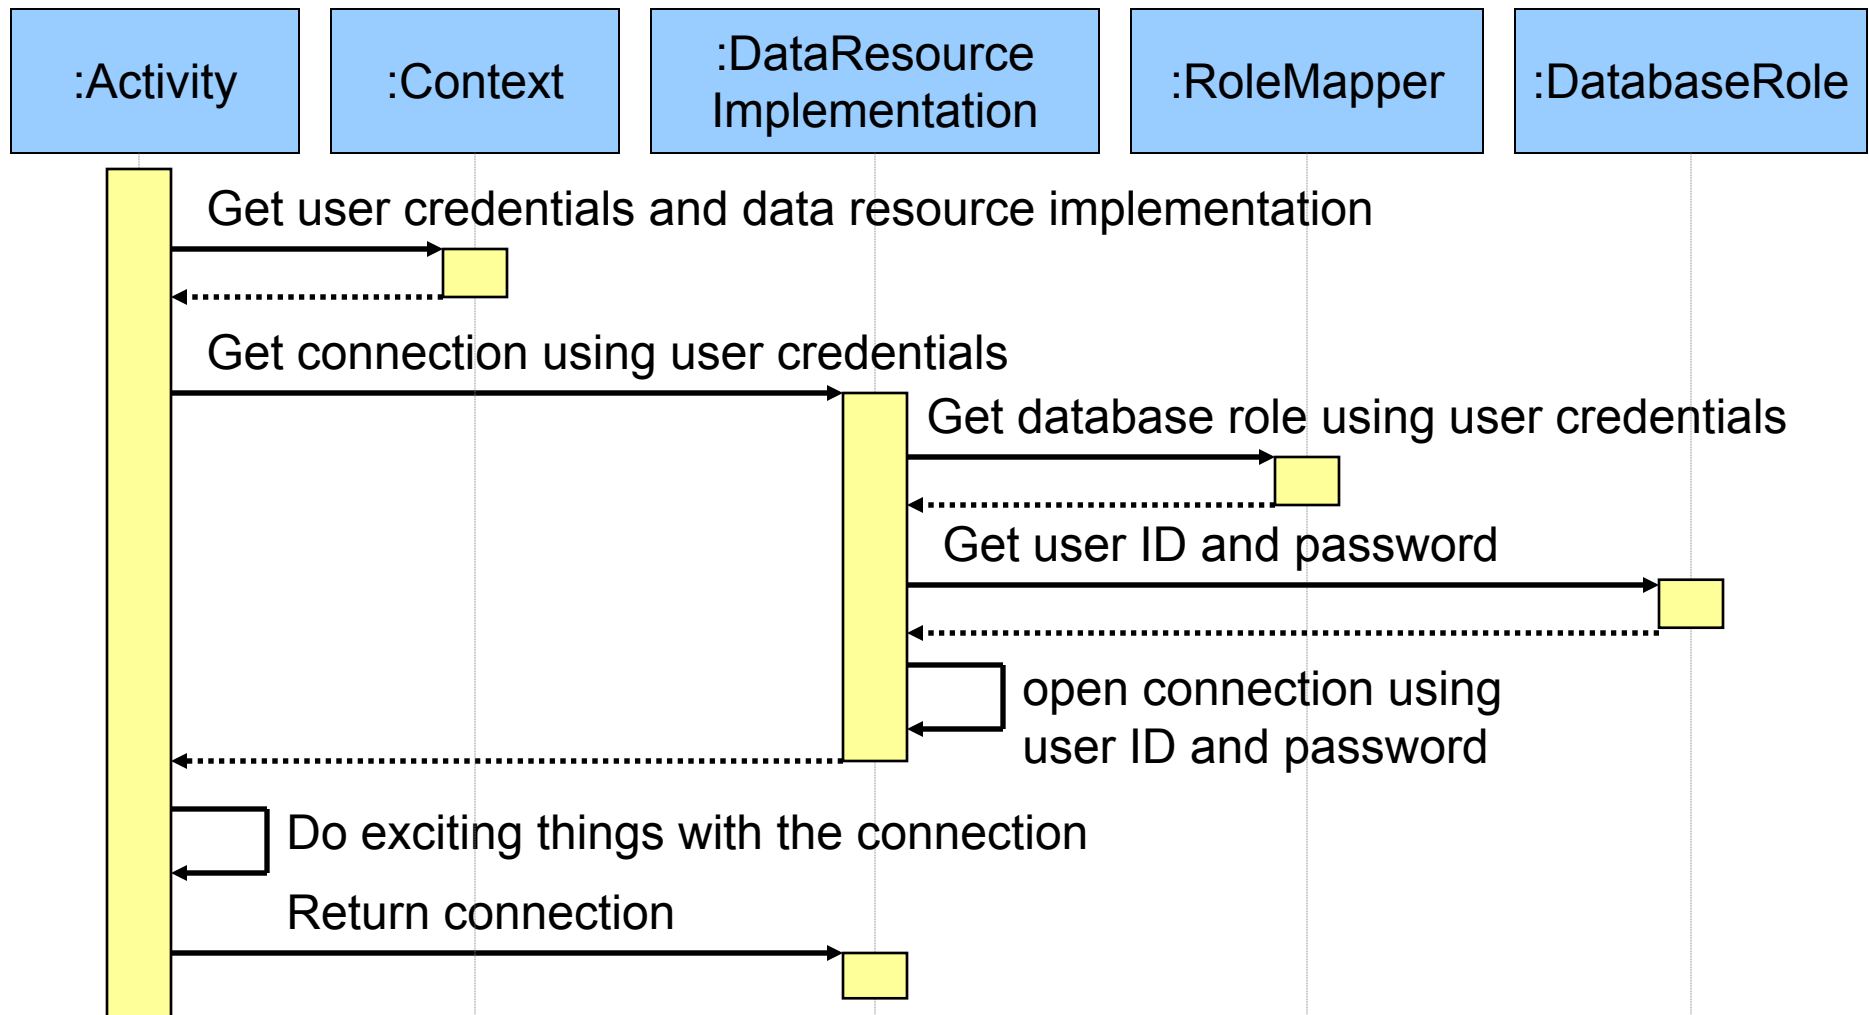 :Activity
:Context
:DataResource
Implementation
:RoleMapper
:DatabaseRole
Get user credentials and data resource implementation
Get connection using user credentials
Get database role using user credentials
Get user ID and password
open connection using
user ID and password
Do exciting things with the connection
Return connection